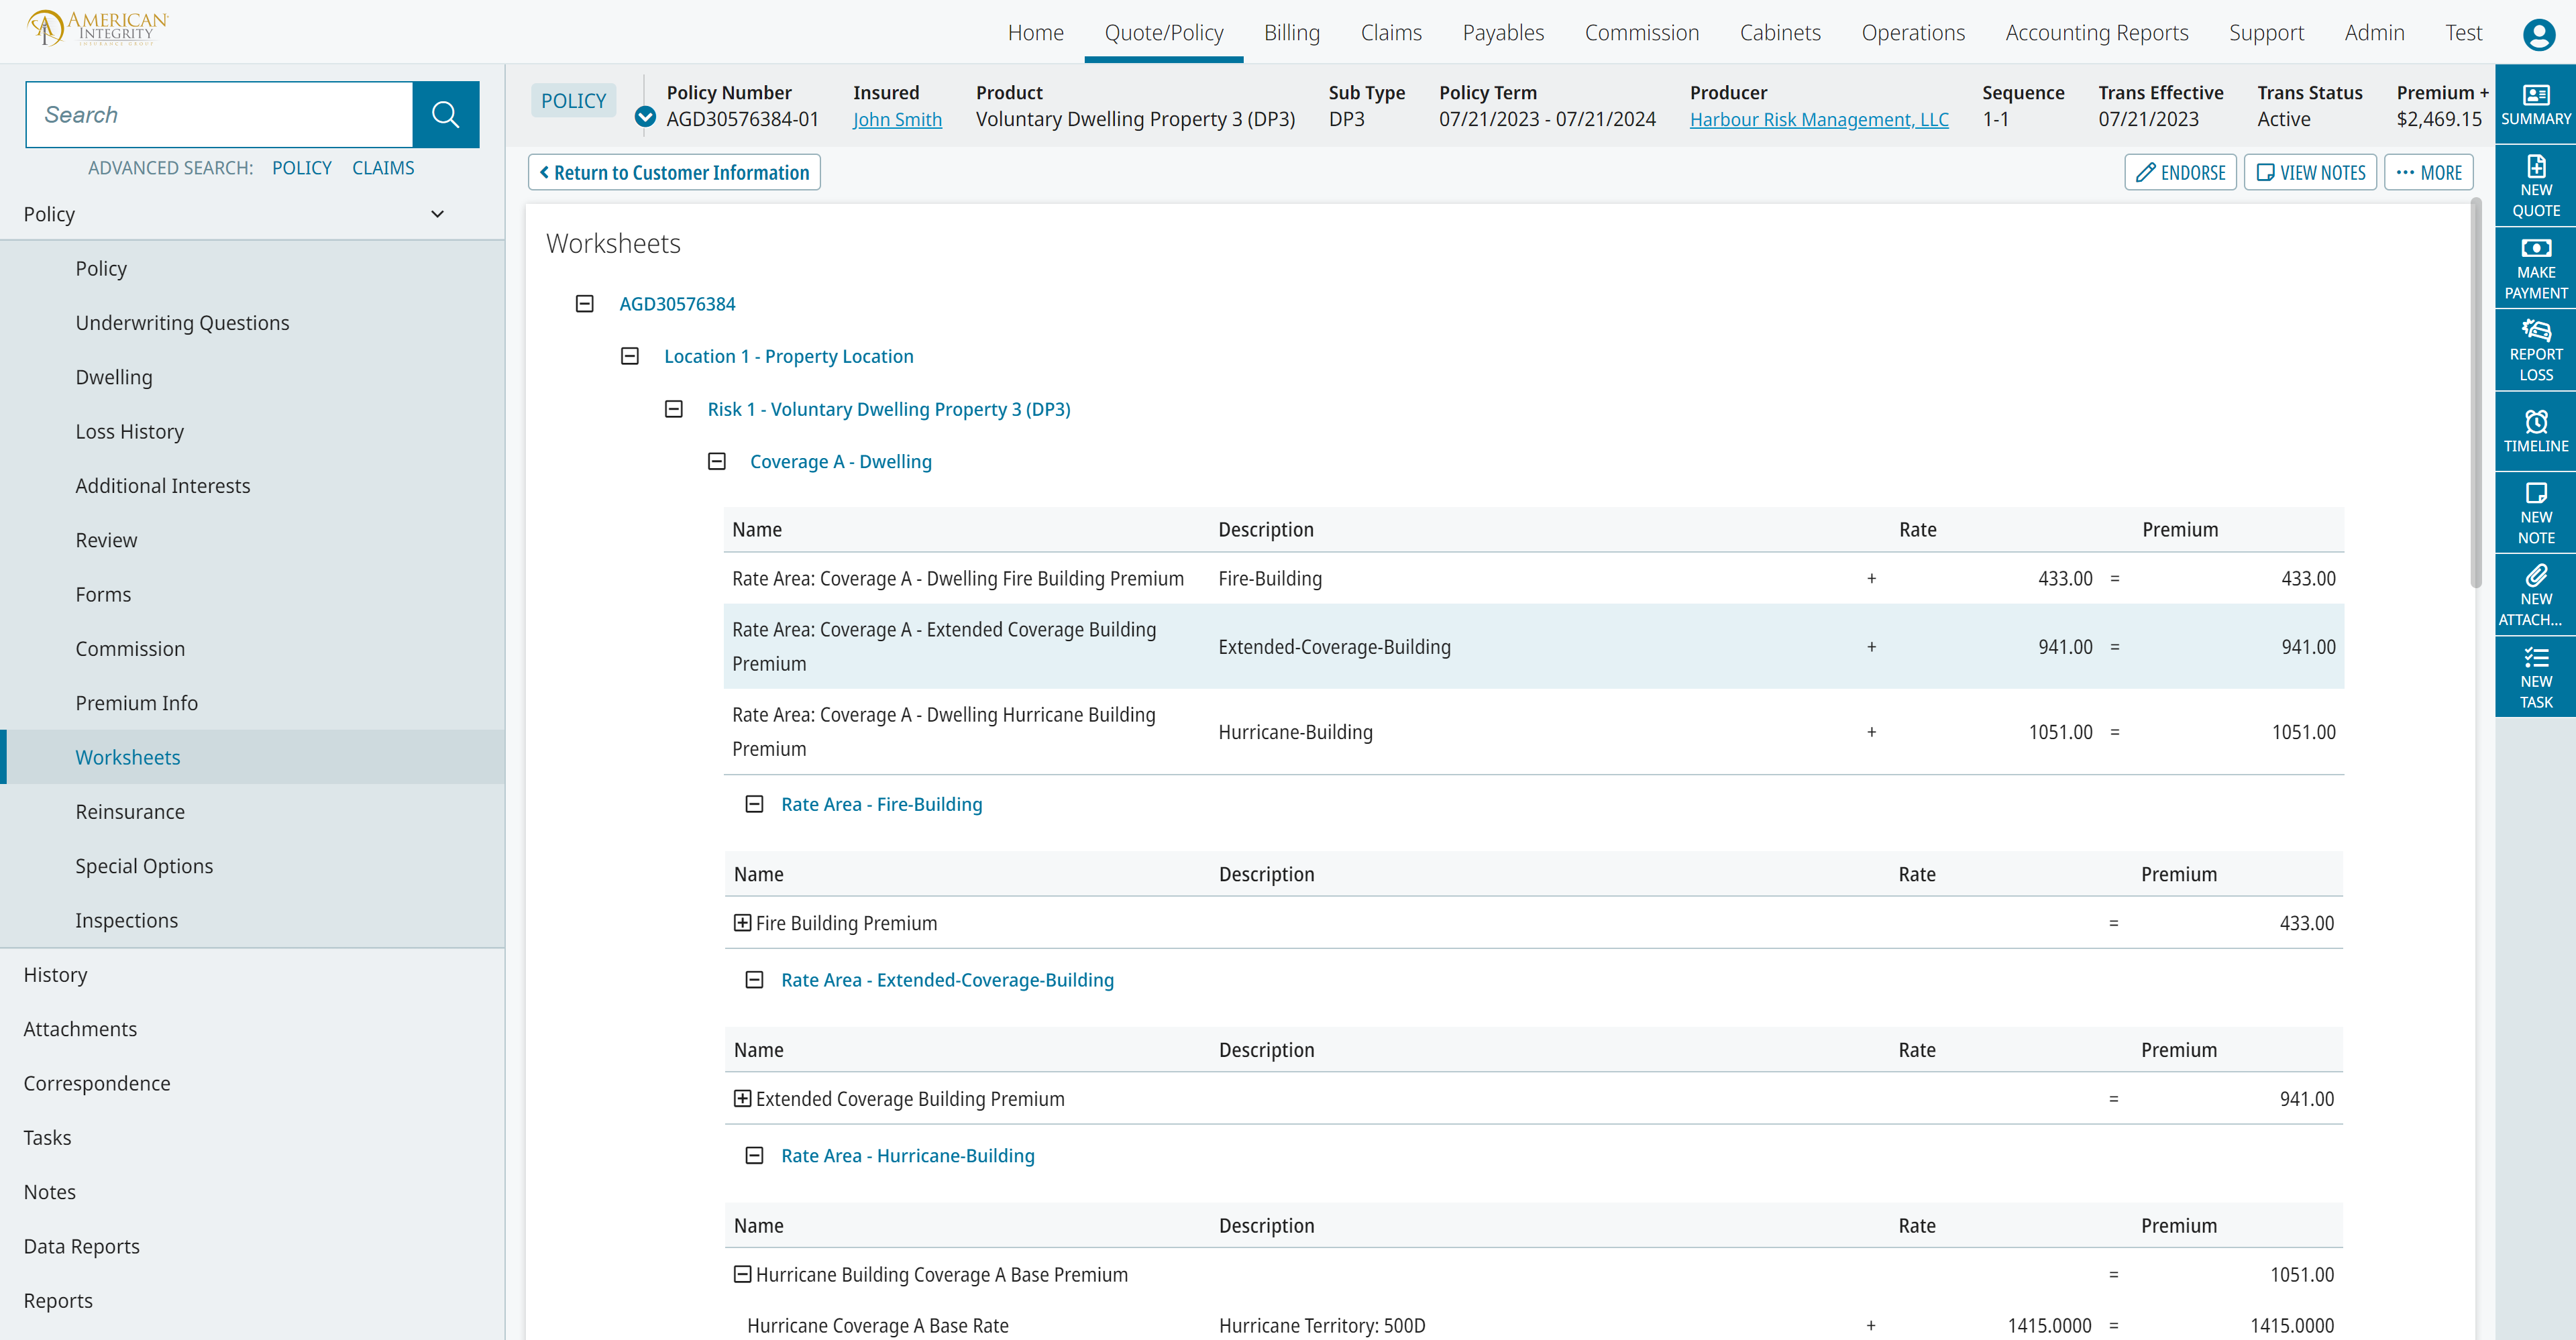 AMERICAN
INTEGRITY
INSURANCE GROUP
Home Quote/Policy Billing Claims Payables Commission Cabinets Operations Accounting Reports Support Admin Test
Search
ADVANCED SEARCH: POLICY CLAIMS
Policy
Policy
Underwriting Questions
Dwelling
Loss History
Additional Interests
Review
Forms
Commission
Premium Info
Worksheets
Reinsurance
Special Options
Inspections
History
Attachments
Correspondence
Tasks
Notes
Data Reports
Reports
POLICY
Policy Number Insured Product Sub Type Policy Term Producer Sequence Trans Effective Trans Status Premium +
AGD30576384-01 John Smith Voluntary Dwelling Property 3 (DP3) DP3 07/21/2023 - 07/21/2024 Harbour Risk Management, LLC 1-1 07/21/2023 Active $2,469.15
Return to Customer Information
ENDORSE VIEW NOTES ··· MORE
Worksheets
AGD30576384
Location 1 - Property Location
Risk 1 - Voluntary Dwelling Property 3 (DP3)
Coverage A - Dwelling
Name Description Rate Premium
Rate Area: Coverage A - Dwelling Fire Building Premium Fire-Building + 433.00 = 433.00
Rate Area: Coverage A - Extended Coverage Building
Premium Extended-Coverage-Building + 941.00 = 941.00
Rate Area: Coverage A - Dwelling Hurricane Building
Premium Hurricane-Building + 1051.00 = 1051.00
Rate Area - Fire-Building
Name Description Rate Premium
Fire Building Premium = 433.00
Rate Area - Extended-Coverage-Building
Name Description Rate Premium
Extended Coverage Building Premium = 941.00
Rate Area - Hurricane-Building
Name Description Rate Premium
Hurricane Building Coverage A Base Premium = 1051.00
Hurricane Coverage A Base Rate Hurricane Territory: 500D + 1415.0000 = 1415.0000
SUMMARY
NEW
QUOTE
MAKE
PAYMENT
REPORT
LOSS
TIMELINE
NEW
NOTE
NEW
ATTACH...
NEW
TASK